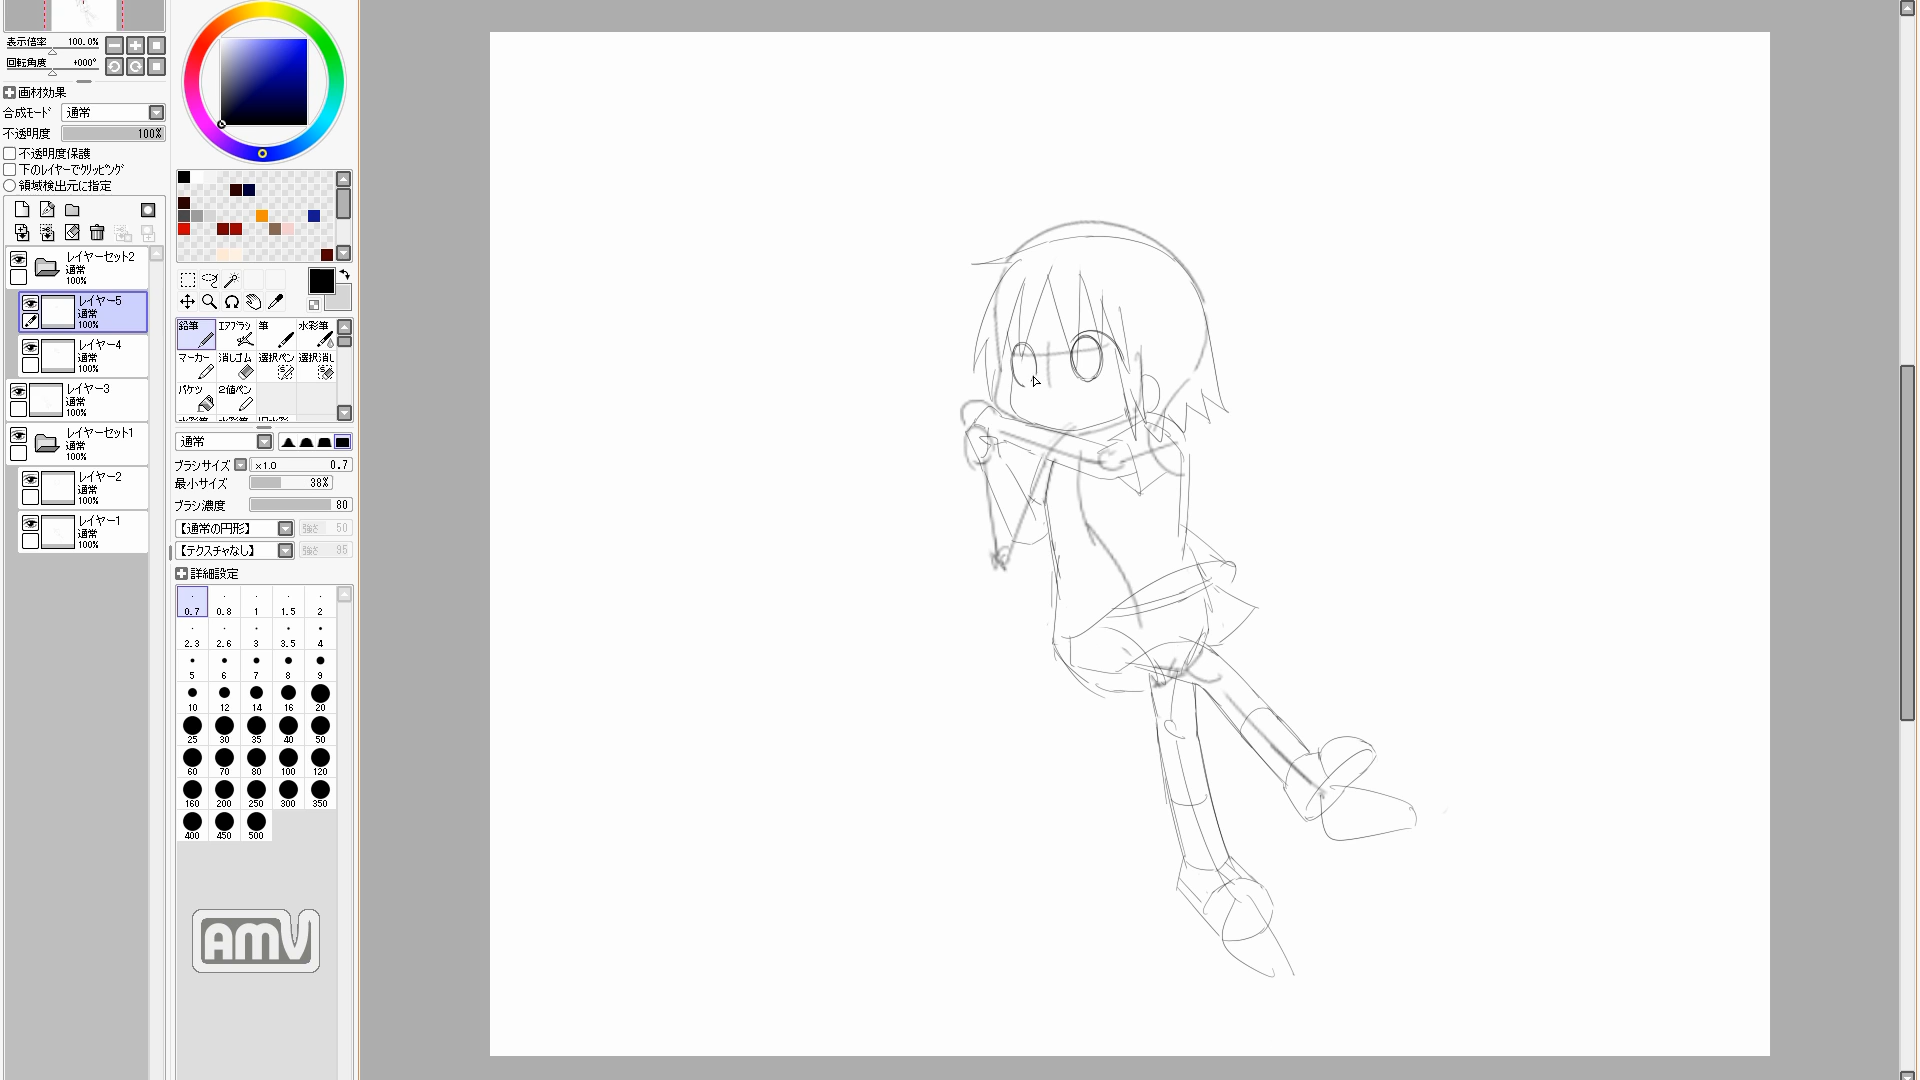 表示倍率 100.0%
回転角度 +000°
画材効果
合成モード 通常
不透明度 100%
不透明度保護
下のレイヤーでクリッピング
領域検出元に指定
レイヤーセット2
通常
100%
レイヤー5
通常
100%
レイヤー4
通常
100%
レイヤー3
通常
100%
レイヤーセット1
通常
100%
レイヤー2
通常
100%
レイヤー1
通常
100%
鉛筆 エアブラシ 筆 水彩筆
マーカー 消しゴム 選択ペン 選択消し
バケツ 2値ペン
通常
ブラシサイズ x1.0 0.7
最小サイズ 38%
ブラシ濃度 80
【通常の円形】 強さ 50
【テクスチャなし】 強さ 95
詳細設定
0.7 0.8 1 1.5 2
2.3 2.6 3 3.5 4
5 6 7 8 9
10 12 14 16 20
25 30 35 40 50
60 70 80 100 120
160 200 250 300 350
400 450 500
AMV